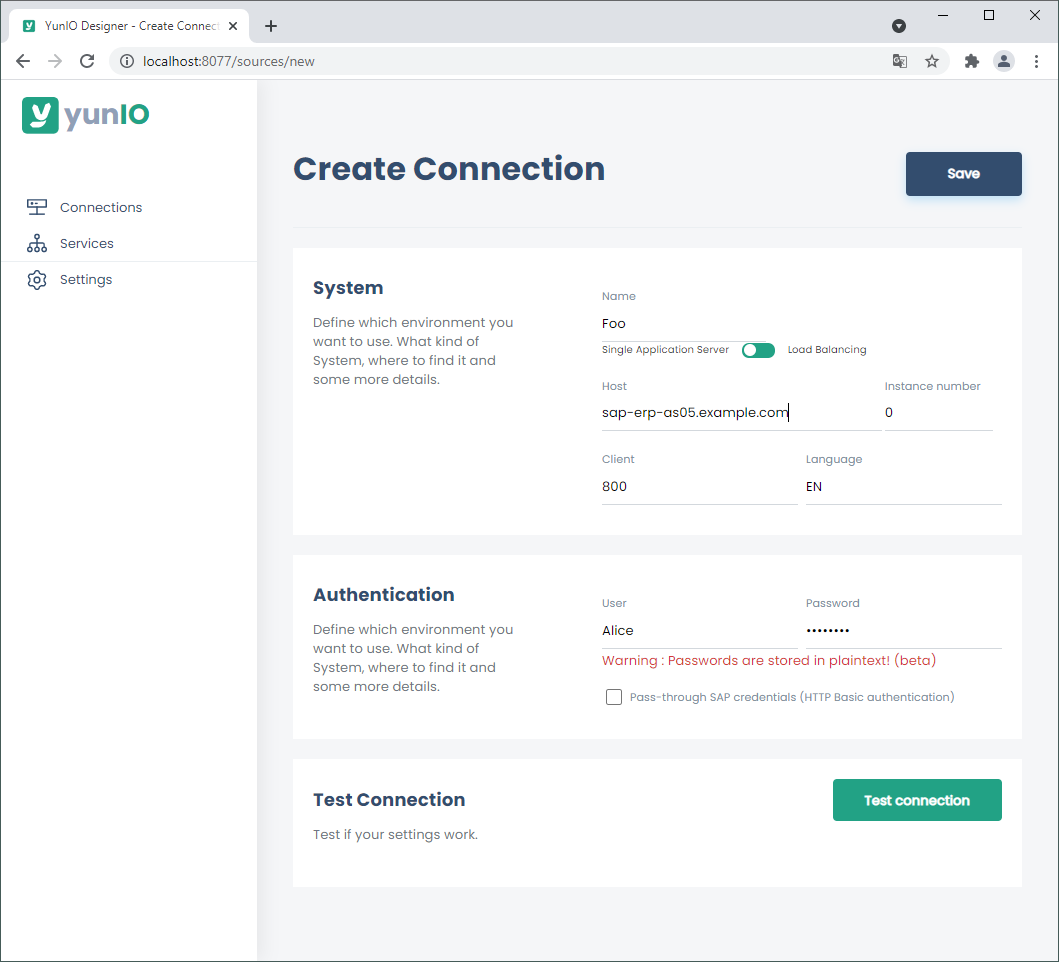 YunIO Designer - Create Connect
localhost:8077/sources/new
yunIO
Connections
Services
Settings
Create Connection
Save
System
Define which environment you
want to use. What kind of
System, where to find it and
some more details.
Name
Foo
Single Application Server
Load Balancing
Host
Instance number
sap-erp-as05.example.com
0
Client
Language
800
EN
Authentication
Define which environment you
want to use. What kind of
System, where to find it and
some more details.
User
Password
Alice
••••••••
Warning : Passwords are stored in plaintext! (beta)
Pass-through SAP credentials (HTTP Basic authentication)
Test Connection
Test if your settings work.
Test connection